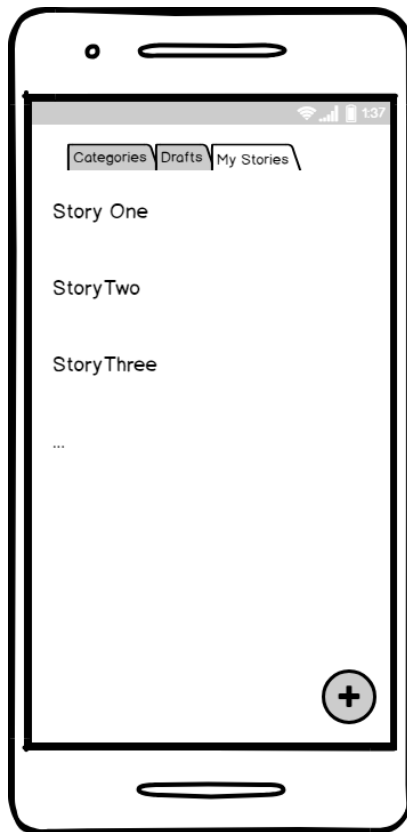 1:37
Categories Drafts My Stories
Story One
StoryTwo
StoryThree
...